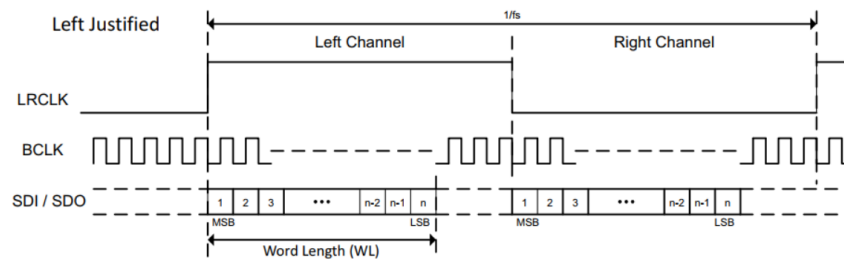 Left Justified
1/fs
Left Channel Right Channel
LRCLK
BCLK
SDI / SDO 1 2 3 ••• n-2 n-1 n 1 2 3 ••• n-2 n-1 n
MSB LSB MSB LSB
Word Length (WL)